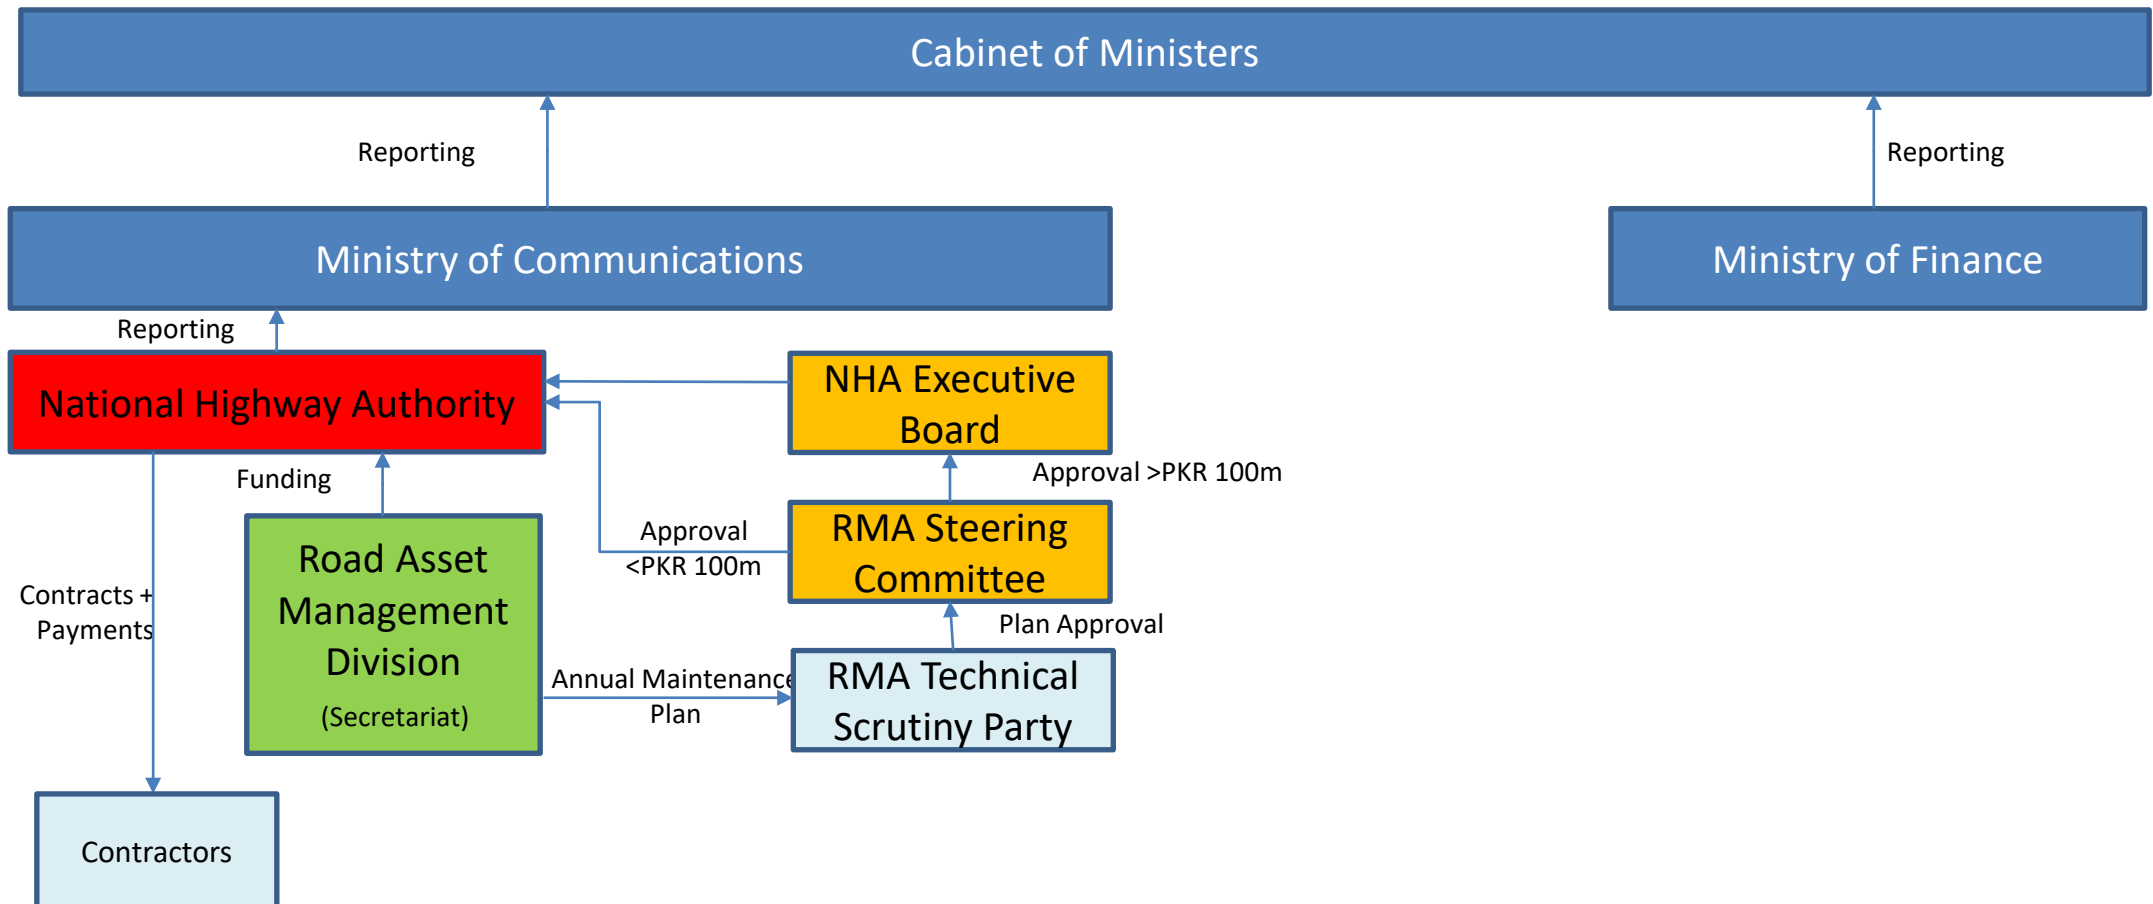 Cabinet of Ministers
Reporting
Reporting
Ministry of Communications
Ministry of Finance
Reporting
National Highway Authority
NHA Executive
Board
Funding
Approval >PKR 100m
Road Asset
Management
Division
(Secretariat)
Approval
<PKR 100m
RMA Steering
Committee
Contracts +
Payments
Plan Approval
Annual Maintenance
Plan
RMA Technical
Scrutiny Party
Contractors